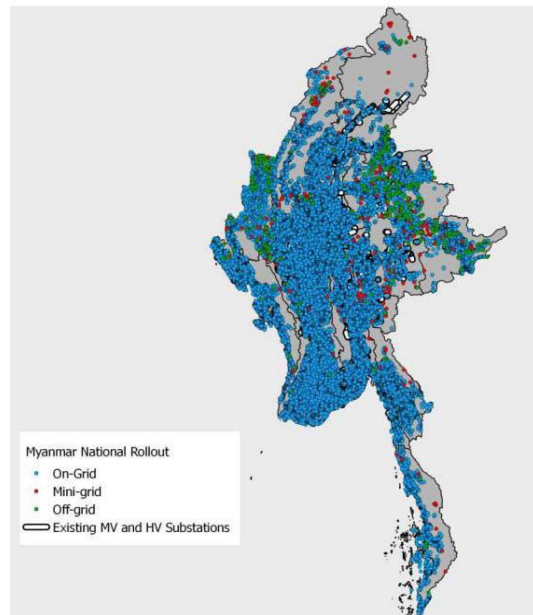 Myanmar National Rollout
On-Grid
Mini-grid
Off-grid
Existing MV and HV Substations